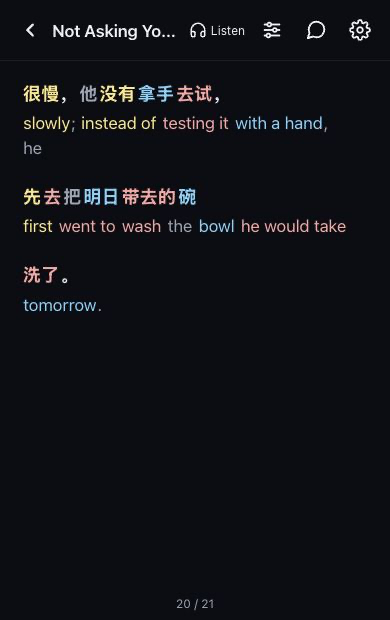 Not Asking Yo... Listen
很慢，他没有拿手去试，
slowly; instead of testing it with a hand,
he
先去把明日带去的碗
first went to wash the bowl he would take
洗了。
tomorrow.
20 / 21